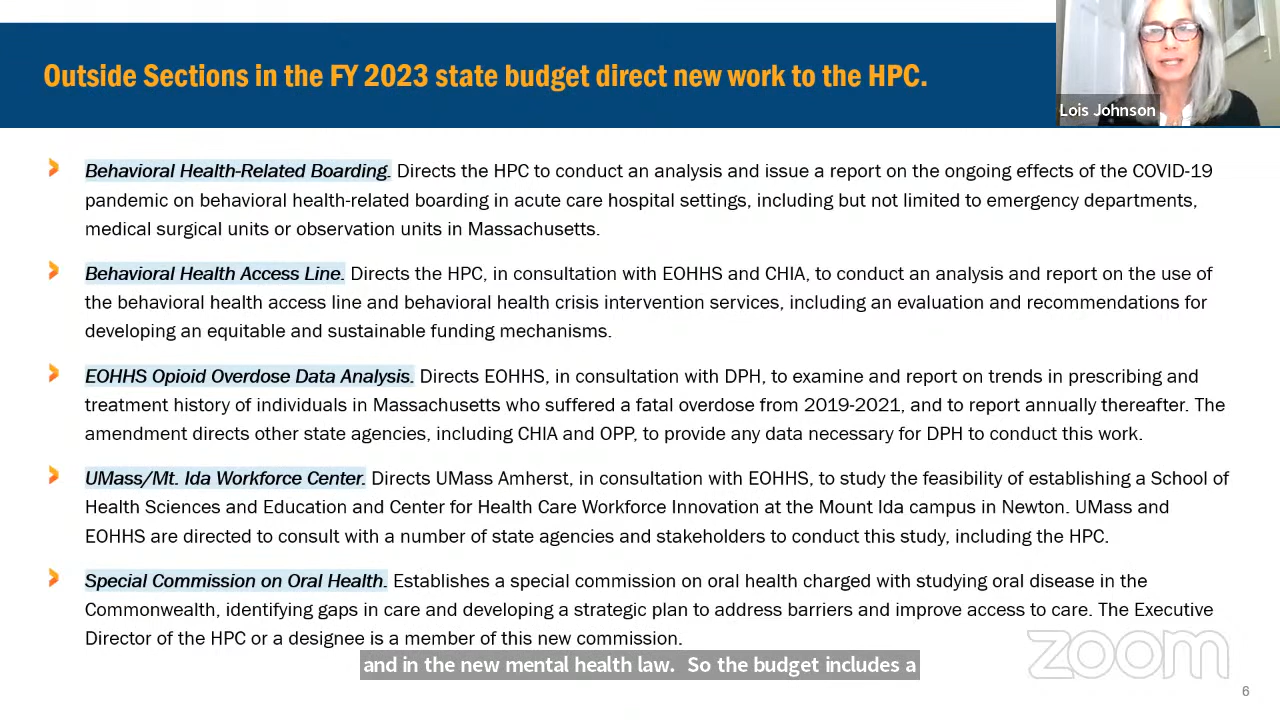 Outside Sections in the FY 2023 state budget direct new work to the HPC.
Lois Johnson
Behavioral Health-Related Boarding. Directs the HPC to conduct an analysis and issue a report on the ongoing effects of the COVID-19
pandemic on behavioral health-related boarding in acute care hospital settings, including but not limited to emergency departments,
medical surgical units or observation units in Massachusetts.
Behavioral Health Access Line. Directs the HPC, in consultation with EOHHS and CHIA, to conduct an analysis and report on the use of
the behavioral health access line and behavioral health crisis intervention services, including an evaluation and recommendations for
developing an equitable and sustainable funding mechanisms.
EOHHS Opioid Overdose Data Analysis. Directs EOHHS, in consultation with DPH, to examine and report on trends in prescribing and
treatment history of individuals in Massachusetts who suffered a fatal overdose from 2019-2021, and to report annually thereafter. The
amendment directs other state agencies, including CHIA and OPP, to provide any data necessary for DPH to conduct this work.
UMass/Mt. Ida Workforce Center. Directs UMass Amherst, in consultation with EOHHS, to study the feasibility of establishing a School of
Health Sciences and Education and Center for Health Care Workforce Innovation at the Mount Ida campus in Newton. UMass and
EOHHS are directed to consult with a number of state agencies and stakeholders to conduct this study, including the HPC.
Special Commission on Oral Health. Establishes a special commission on oral health charged with studying oral disease in the
Commonwealth, identifying gaps in care and developing a strategic plan to address barriers and improve access to care. The Executive
Director of the HPC or a designee is a member of this new commission.
and in the new mental health law. So the budget includes a
zoom
6